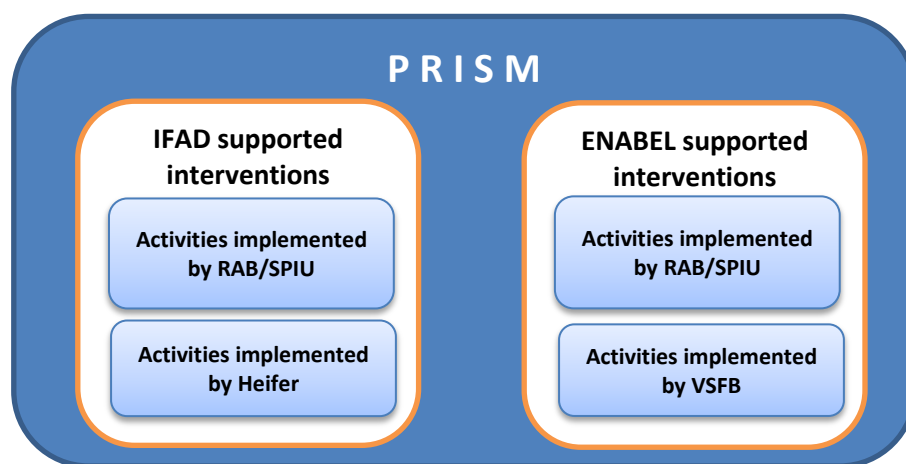 P R I S M
IFAD supported
interventions
Activities implemented
by RAB/SPIU
Activities implemented
by Heifer
ENABEL supported
interventions
Activities implemented
by RAB/SPIU
Activities implemented
by VSFB